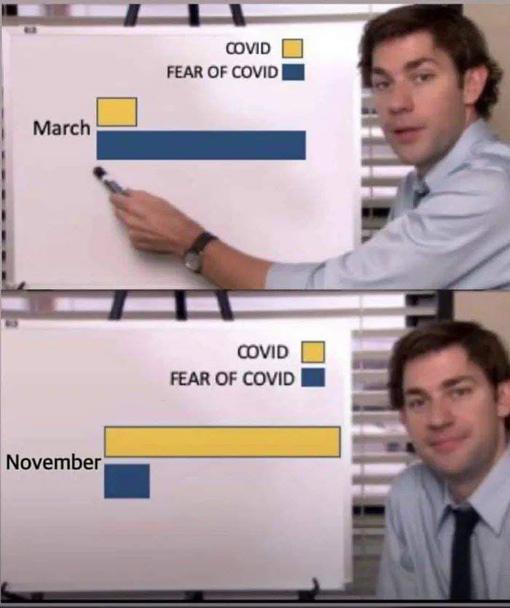 COVID
FEAR OF COVID
March
COVID
FEAR OF COVID
November